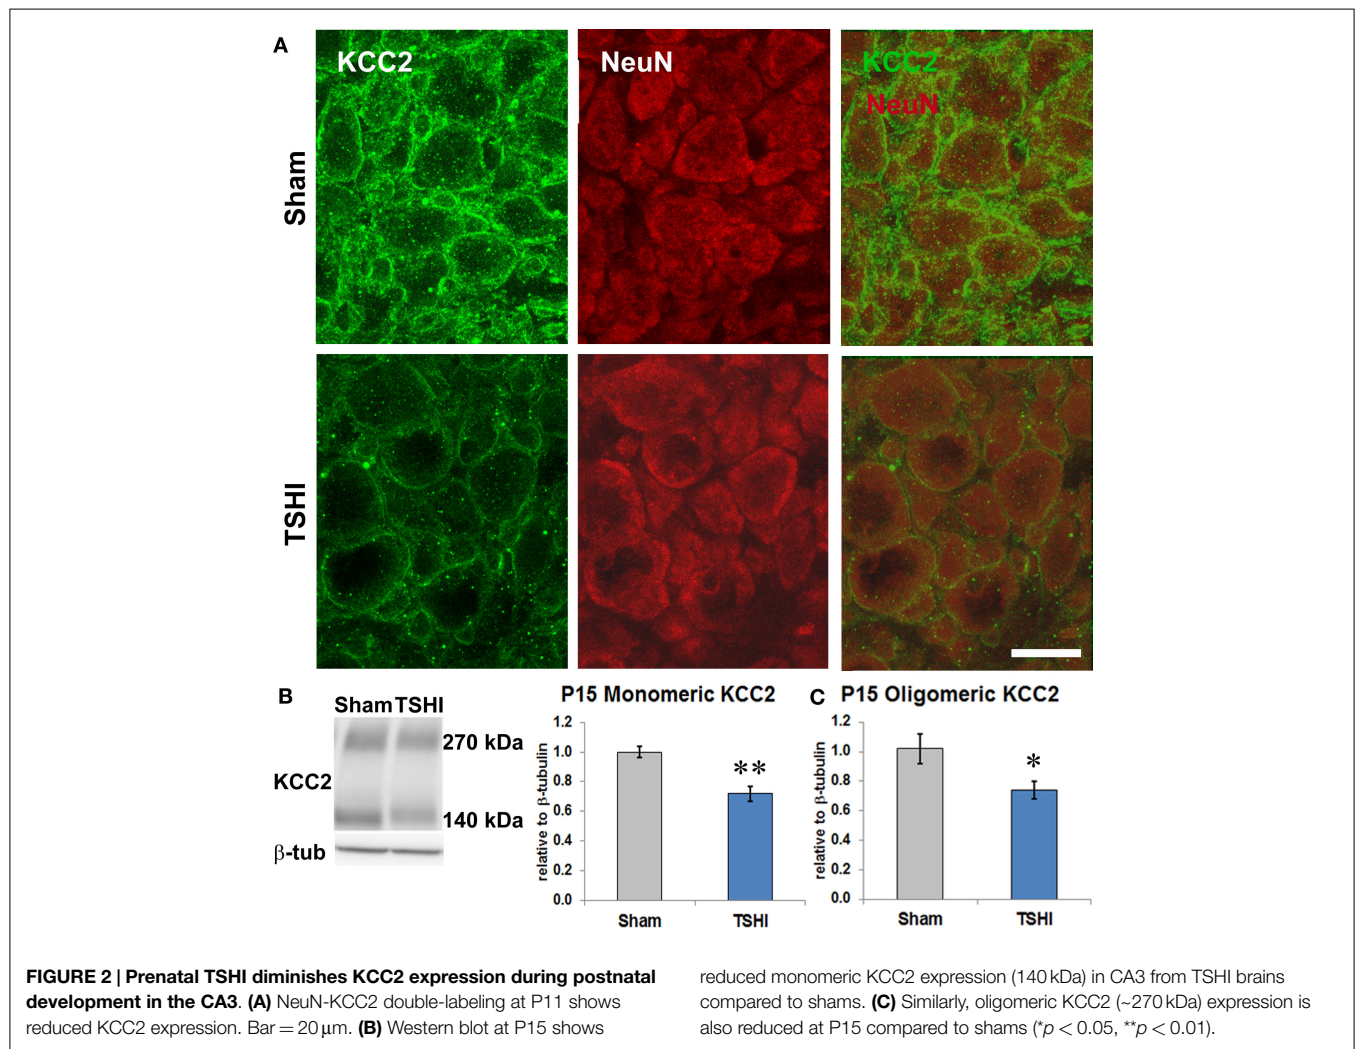 A
KCC2
NeuN
KCC2
NeuN
Sham
TSHI
B
Sham TSHI
270 kDa
KCC2
140 kDa
β-tub
P15 Monomeric KCC2
relative to β-tubulin
1.2
1.0
0.8
0.6
0.4
0.2
0.0
**
Sham
TSHI
C
P15 Oligomeric KCC2
relative to β-tubulin
1.2
1.0
0.8
0.6
0.4
0.2
0.0
*
Sham
TSHI
FIGURE 2 | Prenatal TSHI diminishes KCC2 expression during postnatal
development in the CA3. (A) NeuN-KCC2 double-labeling at P11 shows
reduced KCC2 expression. Bar = 20 μm. (B) Western blot at P15 shows
reduced monomeric KCC2 expression (140 kDa) in CA3 from TSHI brains
compared to shams. (C) Similarly, oligomeric KCC2 (~270 kDa) expression is
also reduced at P15 compared to shams (*p < 0.05, **p < 0.01).